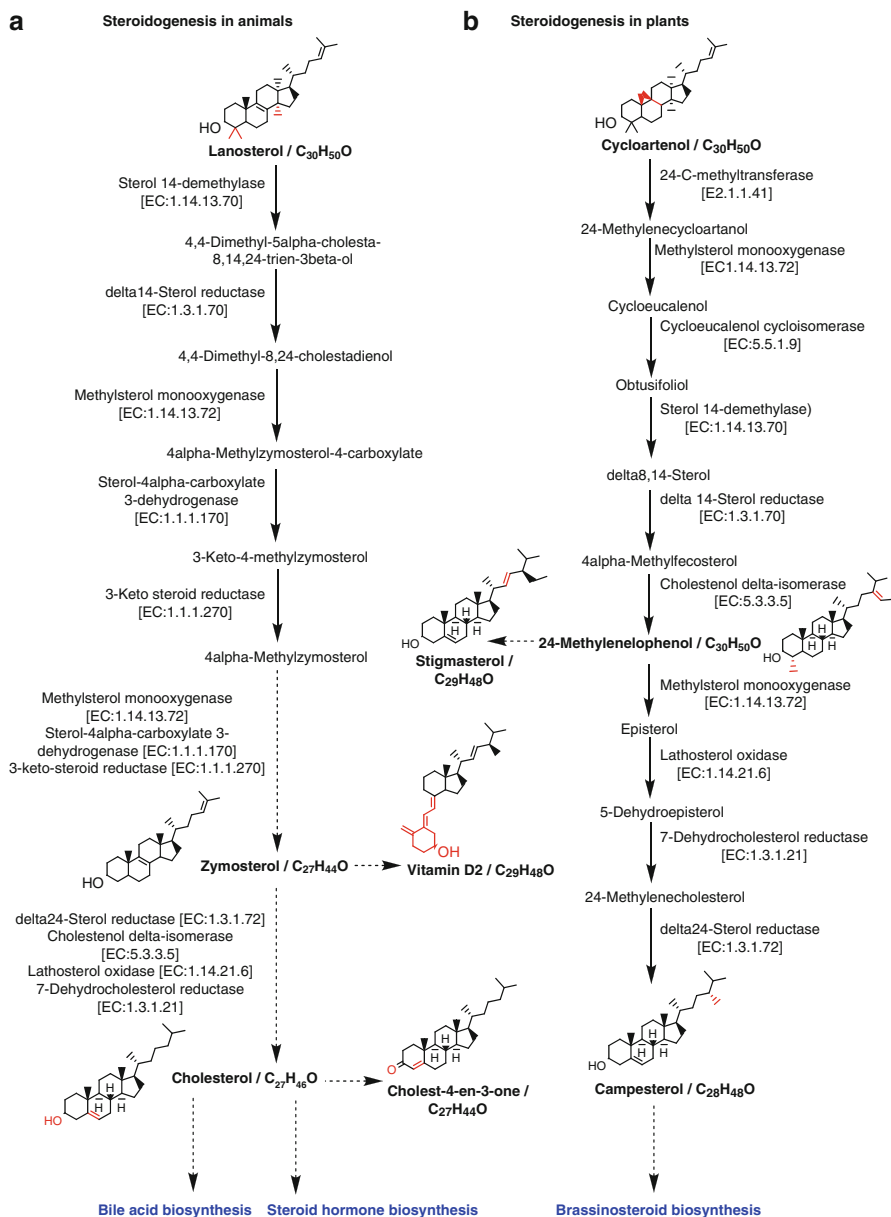 a
Steroidogenesis in animals
HO
Lanosterol / C₃₀H₅₀O
Sterol 14-demethylase
[EC:1.14.13.70]
4,4-Dimethyl-5alpha-cholesta-
8,14,24-trien-3beta-ol
delta14-Sterol reductase
[EC:1.3.1.70]
4,4-Dimethyl-8,24-cholestadienol
Methylsterol monooxygenase
[EC:1.14.13.72]
4alpha-Methylzymosterol-4-carboxylate
Sterol-4alpha-carboxylate
3-dehydrogenase
[EC:1.1.1.170]
3-Keto-4-methylzymosterol
3-Keto steroid reductase
[EC:1.1.1.270]
4alpha-Methylzymosterol
Methylsterol monooxygenase
[EC:1.14.13.72]
Sterol-4alpha-carboxylate 3-
dehydrogenase [EC:1.1.1.170]
3-keto-steroid reductase [EC:1.1.1.270]
HO
Zymosterol / C₂₇H₄₄O
OH
Vitamin D2 / C₂₉H₄₈O
delta24-Sterol reductase [EC:1.3.1.72]
Cholestenol delta-isomerase
[EC:5.3.3.5]
Lathosterol oxidase [EC:1.14.21.6]
7-Dehydrocholesterol reductase
[EC:1.3.1.21]
H
H
H
HO
Cholesterol / C₂₇H₄₆O
H
H
H
O
Cholest-4-en-3-one /
C₂₇H₄₄O
Bile acid biosynthesis
Steroid hormone biosynthesis
b
Steroidogenesis in plants
HO
Cycloartenol / C₃₀H₅₀O
24-C-methyltransferase
[E2.1.1.41]
24-Methylenecycloartanol
Methylsterol monooxygenase
[EC1.14.13.72]
Cycloeucalenol
Cycloeucalenol cycloisomerase
[EC:5.5.1.9]
Obtusifoliol
Sterol 14-demethylase)
[EC:1.14.13.70]
delta8,14-Sterol
delta 14-Sterol reductase
[EC:1.3.1.70]
4alpha-Methylfecosterol
Cholestenol delta-isomerase
[EC:5.3.3.5]
H
H
H
HO
Stigmasterol /
C₂₉H₄₈O
24-Methylenelophenol / C₃₀H₅₀O
H
H
HO
Methylsterol monooxygenase
[EC:1.14.13.72]
Episterol
Lathosterol oxidase
[EC:1.14.21.6]
5-Dehydroepisterol
7-Dehydrocholesterol reductase
[EC:1.3.1.21]
24-Methylenecholesterol
delta24-Sterol reductase
[EC:1.3.1.72]
H
H
H
HO
Campesterol / C₂₈H₄₈O
Brassinosteroid biosynthesis